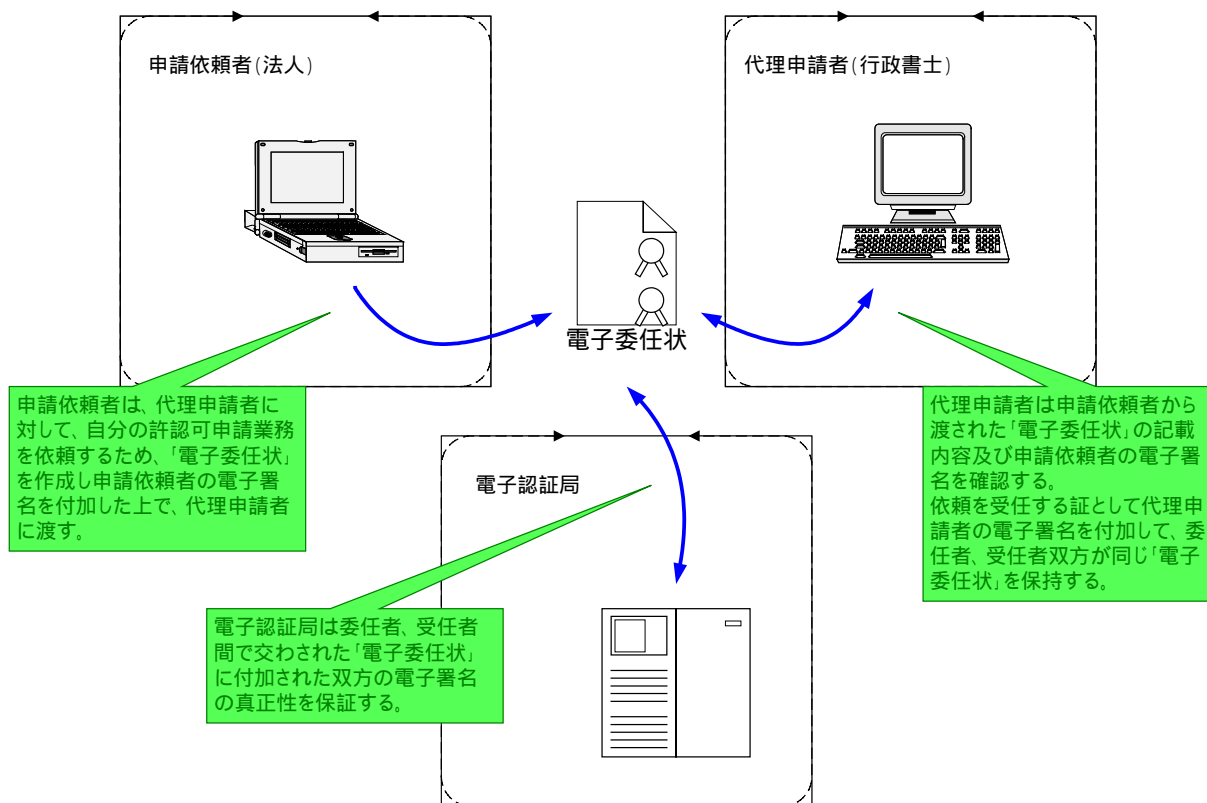 申請依頼者(法人)
代理申請者(行政書士)
電子委任状
申請依頼者は、代理申請者に
対して、自分の許認可申請業務
を依頼するため、「電子委任状」
を作成し申請依頼者の電子署
名を付加した上で、代理申請者
に渡す。
代理申請者は申請依頼者から
渡された「電子委任状」の記載
内容及び申請依頼者の電子署
名を確認する。
依頼を受任する証として代理申
請者の電子署名を付加して、委
任者、受任者双方が同じ「電子
委任状」を保持する。
電子認証局
電子認証局は委任者、受任者
間で交わされた「電子委任状」
に付加された双方の電子署名
の真正性を保証する。